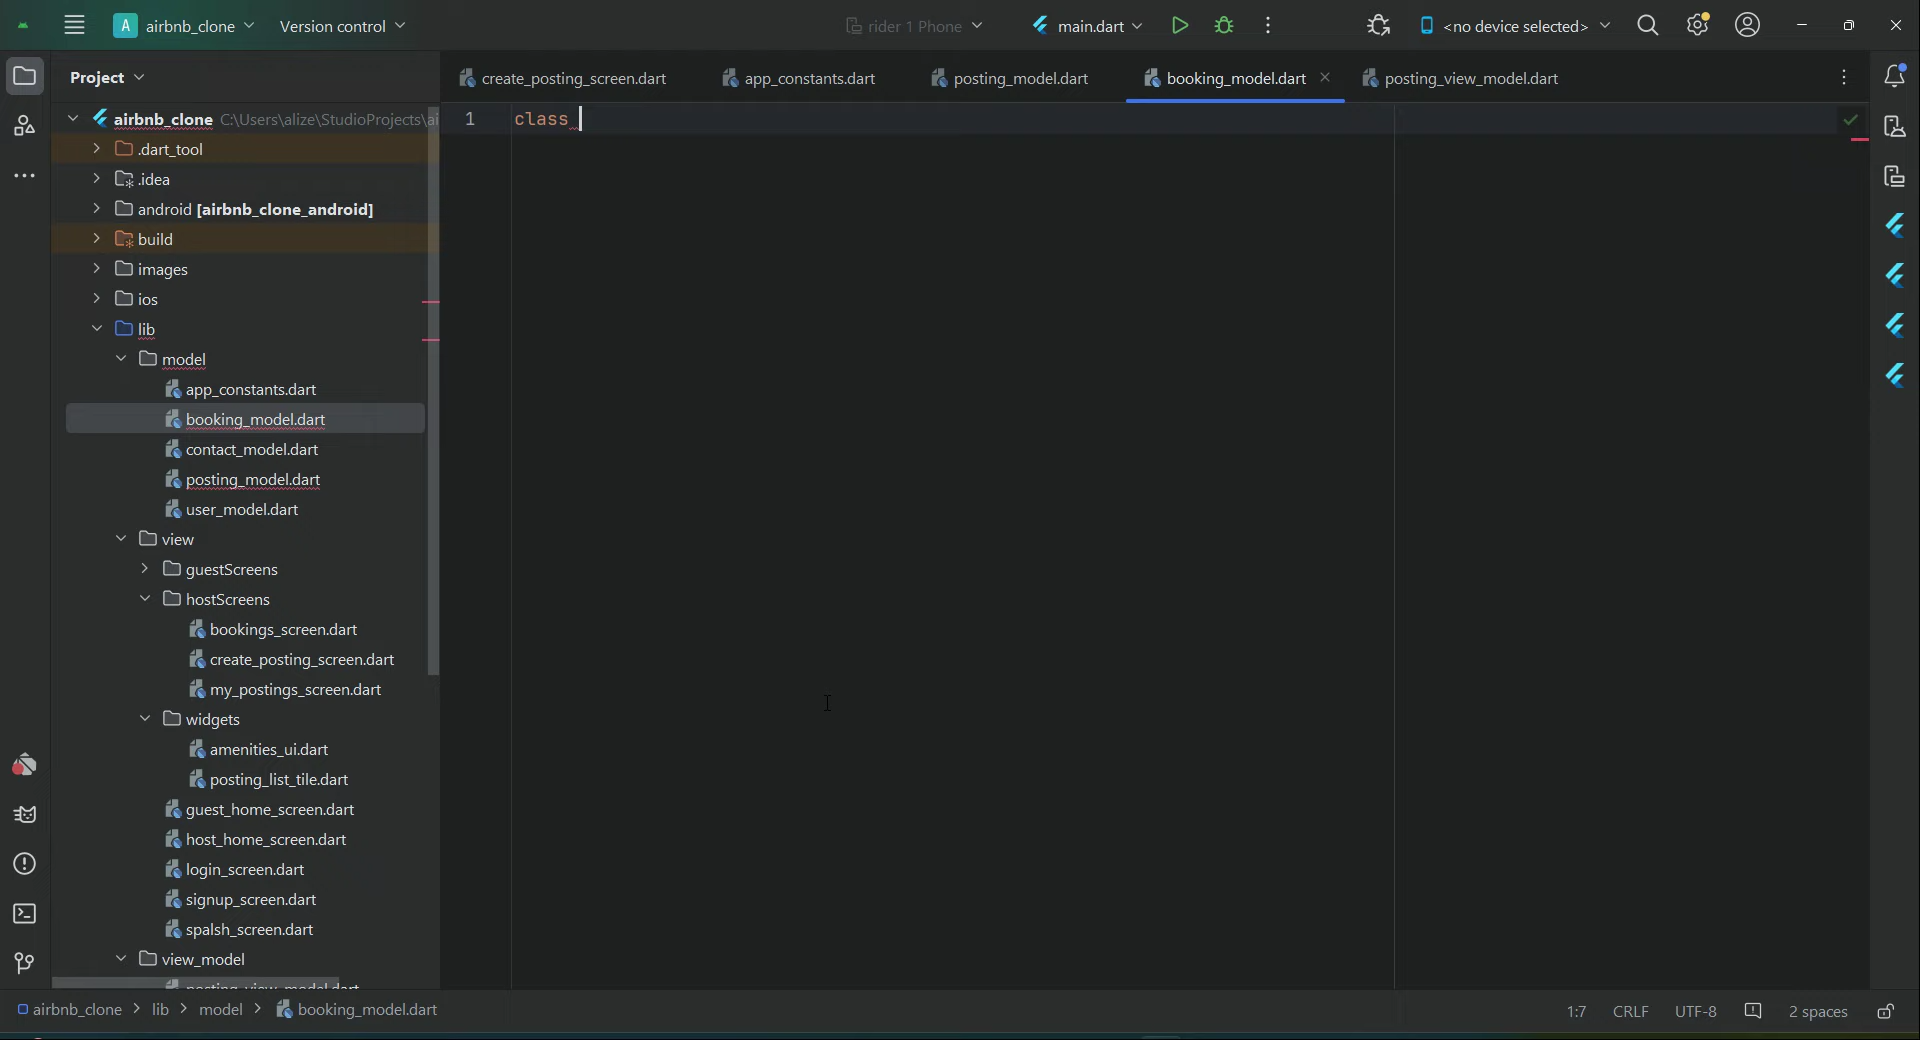 A airbnb_clone Version control rider 1 Phone main.dart <no device selected>
Project
create_posting_screen.dart app_constants.dart posting_model.dart booking_model.dart posting_view_model.dart
airbnb_clone C:\Users\alize\StudioProjects\ai
1 class
.dart_tool
.idea
android [airbnb_clone_android]
build
images
ios
lib
model
app_constants.dart
booking_model.dart
contact_model.dart
posting_model.dart
user_model.dart
view
guestScreens
hostScreens
bookings_screen.dart
create_posting_screen.dart
my_postings_screen.dart
widgets
amenities_ui.dart
posting_list_tile.dart
guest_home_screen.dart
host_home_screen.dart
login_screen.dart
signup_screen.dart
spalsh_screen.dart
view_model
posting_view_model.dart
airbnb_clone lib model booking_model.dart 1:7 CRLF UTF-8 2 spaces